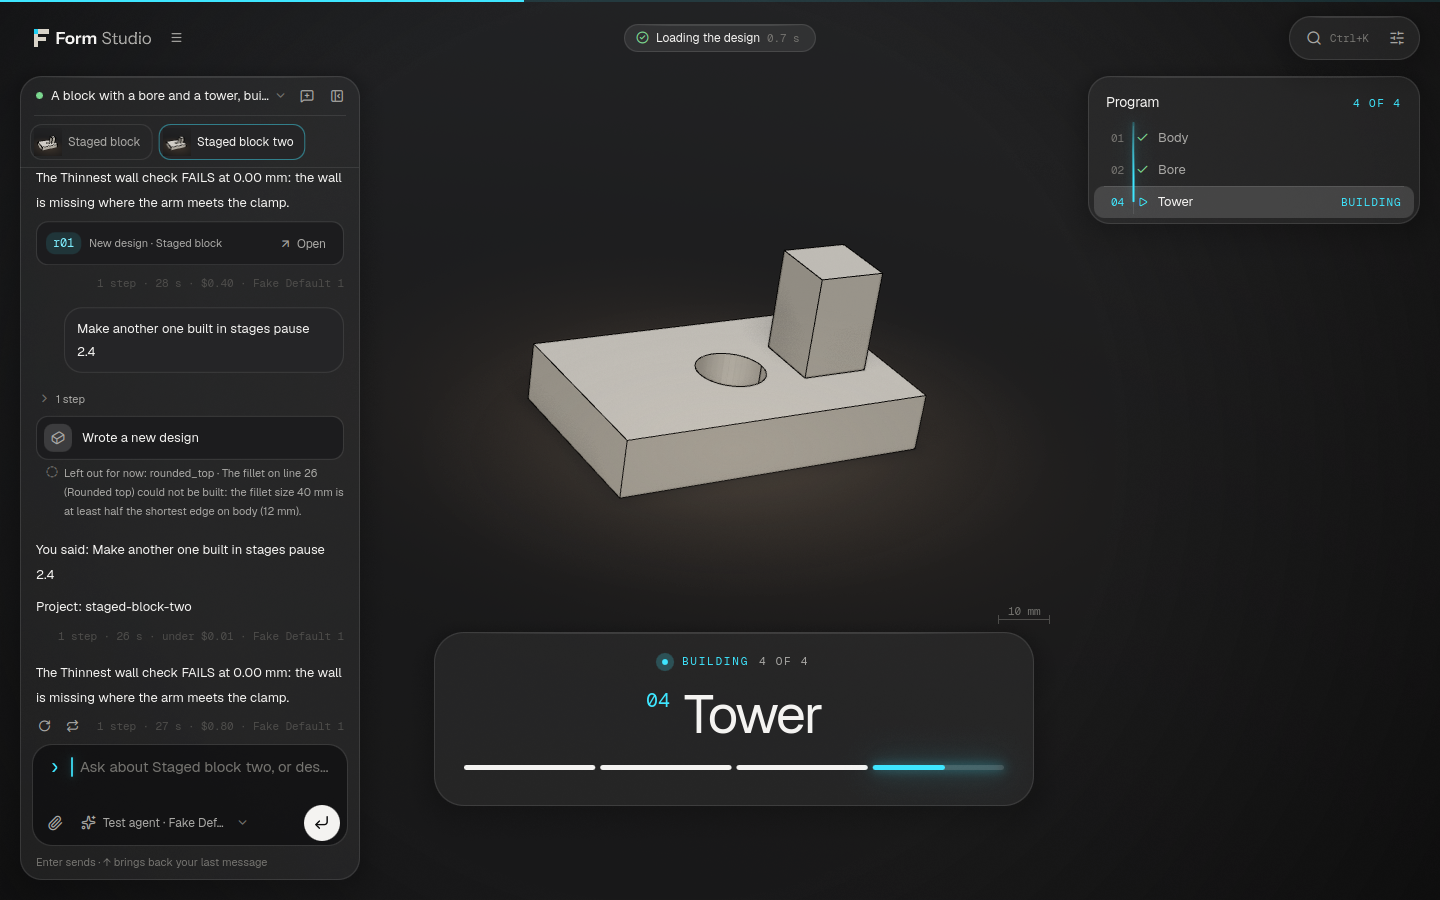 Form Studio
Loading the design 0.7 s
Ctrl+K
A block with a bore and a tower, bui...
Staged block
Staged block two
The Thinnest wall check FAILS at 0.00 mm: the wall
is missing where the arm meets the clamp.
r01 New design · Staged block Open
1 step · 28 s · $0.40 · Fake Default 1
Make another one built in stages pause
2.4
1 step
Wrote a new design
Left out for now: rounded_top · The fillet on line 26
(Rounded top) could not be built: the fillet size 40 mm is
at least half the shortest edge on body (12 mm).
You said: Make another one built in stages pause
2.4
Project: staged-block-two
1 step · 26 s · under $0.01 · Fake Default 1
The Thinnest wall check FAILS at 0.00 mm: the wall
is missing where the arm meets the clamp.
1 step · 27 s · $0.80 · Fake Default 1
Ask about Staged block two, or des...
Test agent · Fake Def...
Enter sends · ↑ brings back your last message
10 mm
BUILDING 4 OF 4
04 Tower
Program 4 OF 4
01 Body
02 Bore
04 Tower BUILDING